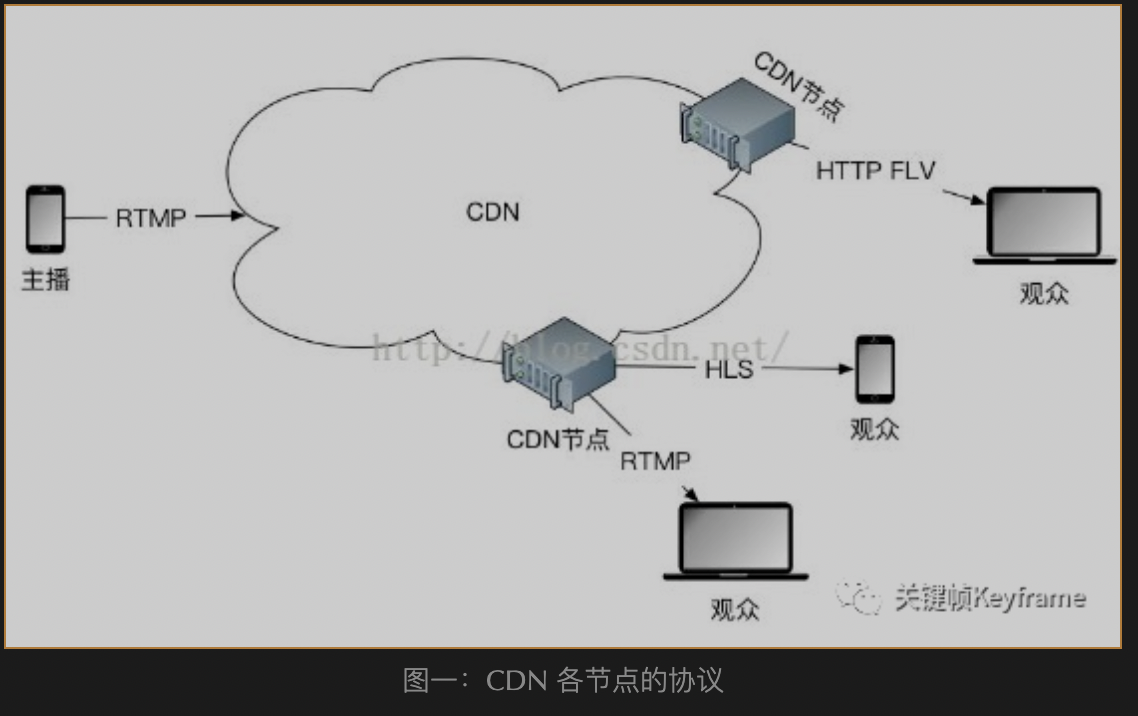 CDN节点
HTTP FLV
CDN
RTMP
主播
观众
http://blog.csdn.net/
HLS
观众
CDN节点
RTMP
观众
关键帧Keyframe
图一：CDN 各节点的协议